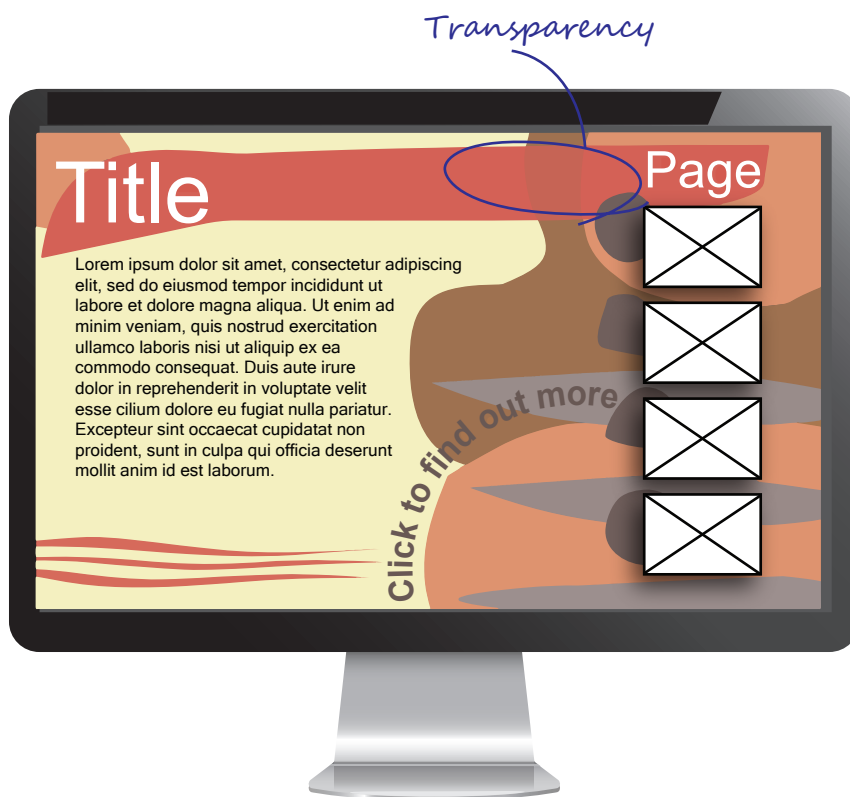 Transparency
Title
Page
Lorem ipsum dolor sit amet, consectetur adipiscing
elit, sed do eiusmod tempor incididunt ut
labore et dolore magna aliqua. Ut enim ad
minim veniam, quis nostrud exercitation
ullamco laboris nisi ut aliquip ex ea
commodo consequat. Duis aute irure
dolor in reprehenderit in voluptate velit
esse cilium dolore eu fugiat nulla pariatur.
Excepteur sint occaecat cupidatat non
proident, sunt in culpa qui officia deserunt
mollit anim id est laborum.
Click to find out more